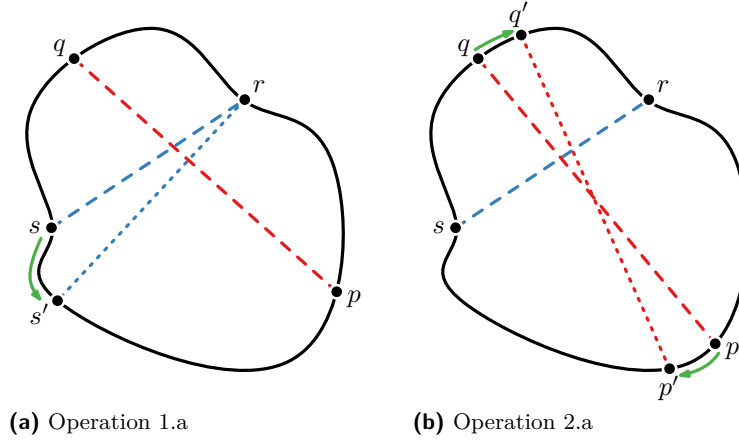 q
r
s
s′
p
(a) Operation 1.a
q′
q
r
s
p
p′
(b) Operation 2.a